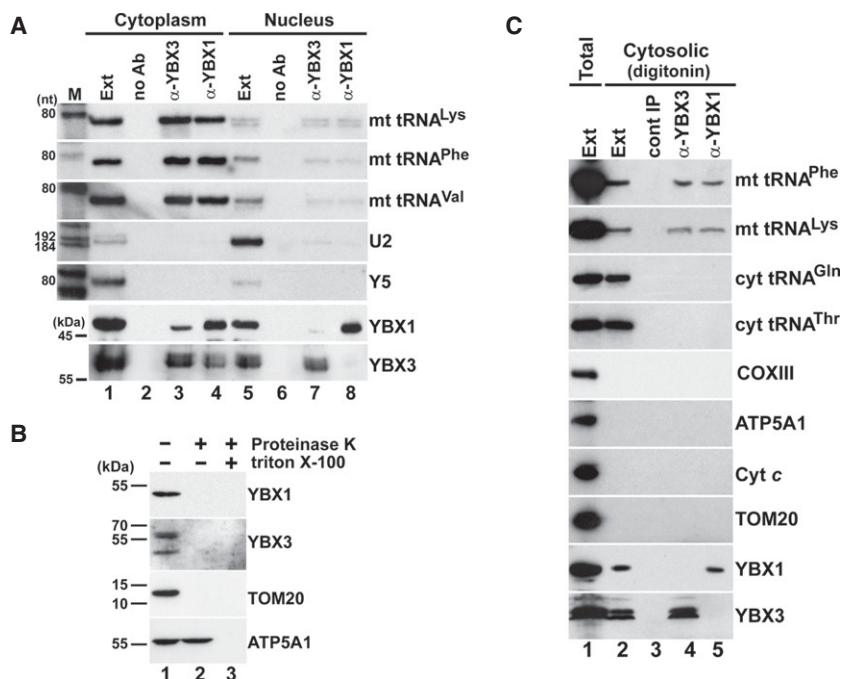 A
Cytoplasm Nucleus
M Ext no Ab α-YBX3 α-YBX1 Ext no Ab α-YBX3 α-YBX1
(nt)
80 mt tRNALys
80 mt tRNAPhe
80 mt tRNAVal
192
184 U2
80 Y5
(kDa)
45 YBX1
55 YBX3
1 2 3 4 5 6 7 8
B
− + + Proteinase K
− − + triton X-100
(kDa)
55 YBX1
70
55 YBX3
15
10 TOM20
55 ATP5A1
1 2 3
C
Total Cytosolic
(digitonin)
Ext Ext cont IP α-YBX3 α-YBX1
mt tRNAPhe
mt tRNALys
cyt tRNAGln
cyt tRNAThr
COXIII
ATP5A1
Cyt c
TOM20
YBX1
YBX3
1 2 3 4 5